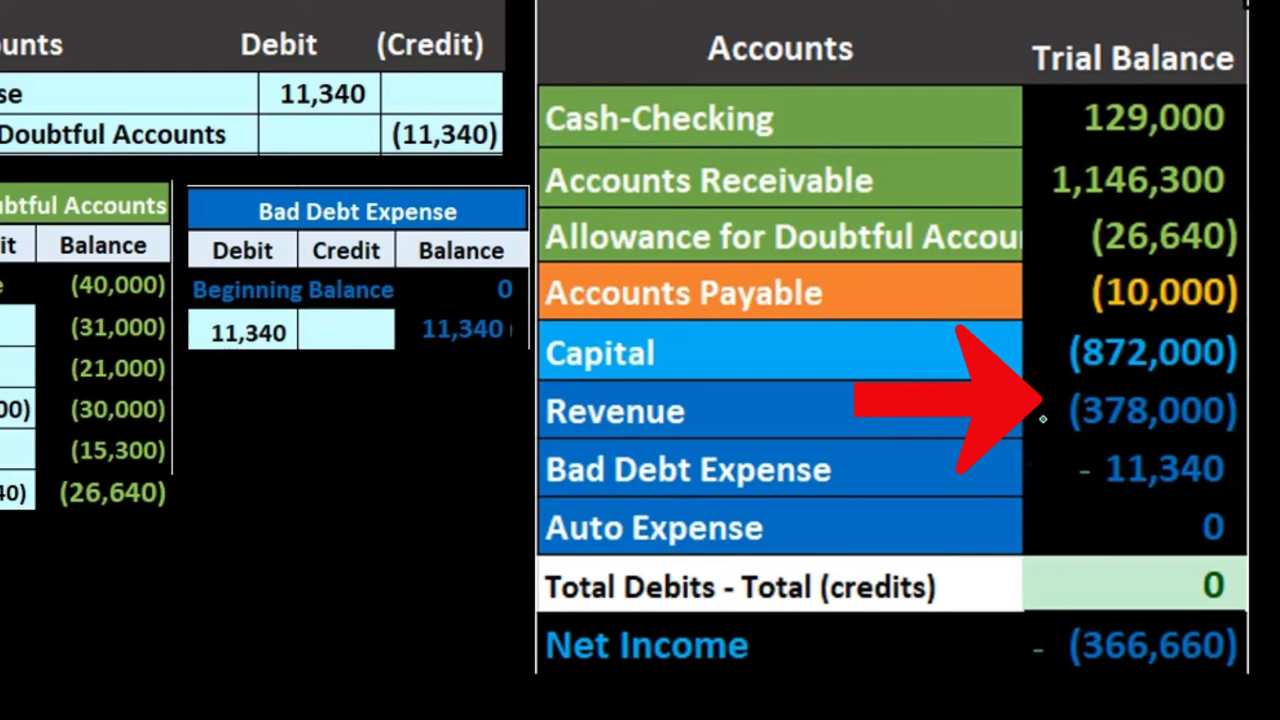 ounts Debit (Credit)
se 11,340
Doubtful Accounts (11,340)
ubtful Accounts
it Balance
e (40,000)
(31,000)
(21,000)
00) (30,000)
(15,300)
40) (26,640)
Bad Debt Expense
Debit Credit Balance
Beginning Balance 0
11,340 11,340
Accounts Trial Balance
Cash-Checking 129,000
Accounts Receivable 1,146,300
Allowance for Doubtful Accou (26,640)
Accounts Payable (10,000)
Capital (872,000)
Revenue (378,000)
Bad Debt Expense - 11,340
Auto Expense 0
Total Debits - Total (credits) 0
Net Income - (366,660)